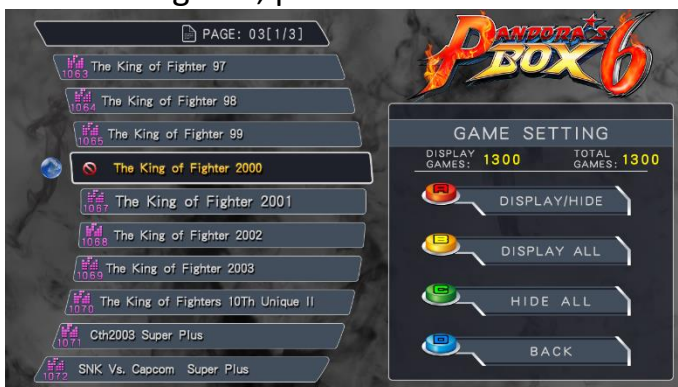 PAGE: 03[1/3]
1063 The King of Fighter 97
1064 The King of Fighter 98
1065 The King of Fighter 99
The King of Fighter 2000
1067 The King of Fighter 2001
1068 The King of Fighter 2002
1069 The King of Fighter 2003
1070 The King of Fighters 10Th Unique II
1071 Cth2003 Super Plus
1072 SNK Vs. Capcom Super Plus
PANDORA'S
BOX 6
GAME SETTING
DISPLAY GAMES: 1300 TOTAL GAMES: 1300
A DISPLAY/HIDE
B DISPLAY ALL
C HIDE ALL
D BACK